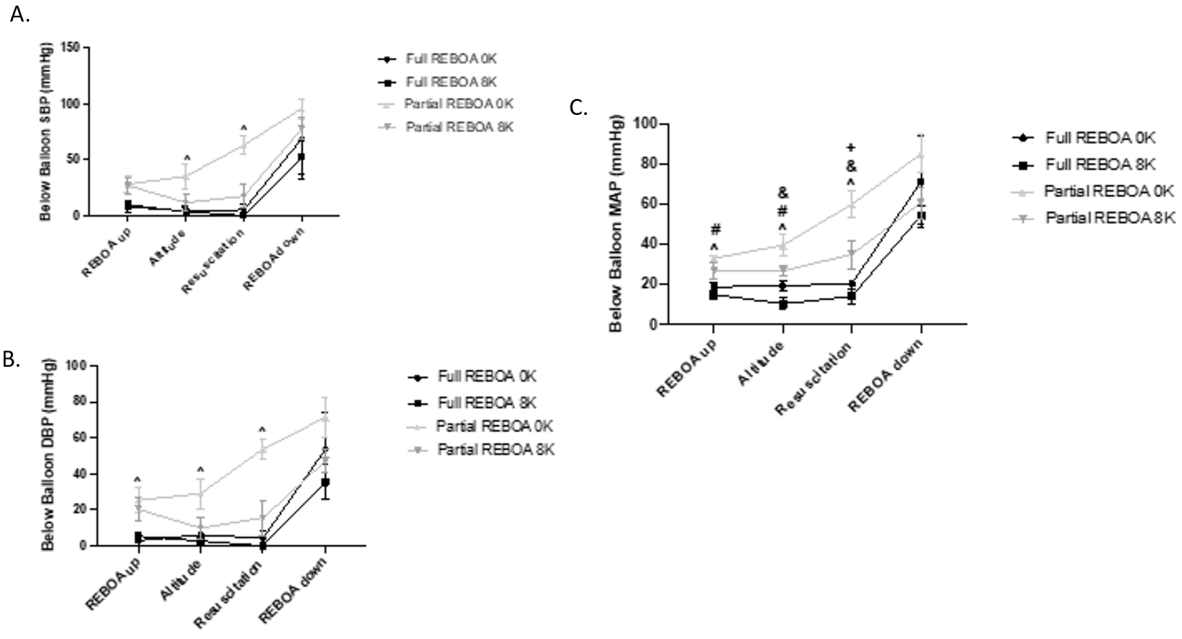 A.
Below Balloon SBP (mmHg)
150
100
50
0
^
^
REBOA up
Altitude
Resuscitation
REBOA down
Full REBOA 0K
Full REBOA 8K
Partial REBOA 0K
Partial REBOA 8K
B.
Below Balloon DBP (mmHg)
100
80
60
40
20
0
^
^
^
REBOA up
Altitude
Resuscitation
REBOA down
Full REBOA 0K
Full REBOA 8K
Partial REBOA 0K
Partial REBOA 8K
C.
Below Balloon MAP (mmHg)
100
80
60
40
20
0
#
^
&
#
^
+
&
^
REBOA up
Altitude
Resuscitation
REBOA down
Full REBOA 0K
Full REBOA 8K
Partial REBOA 0K
Partial REBOA 8K